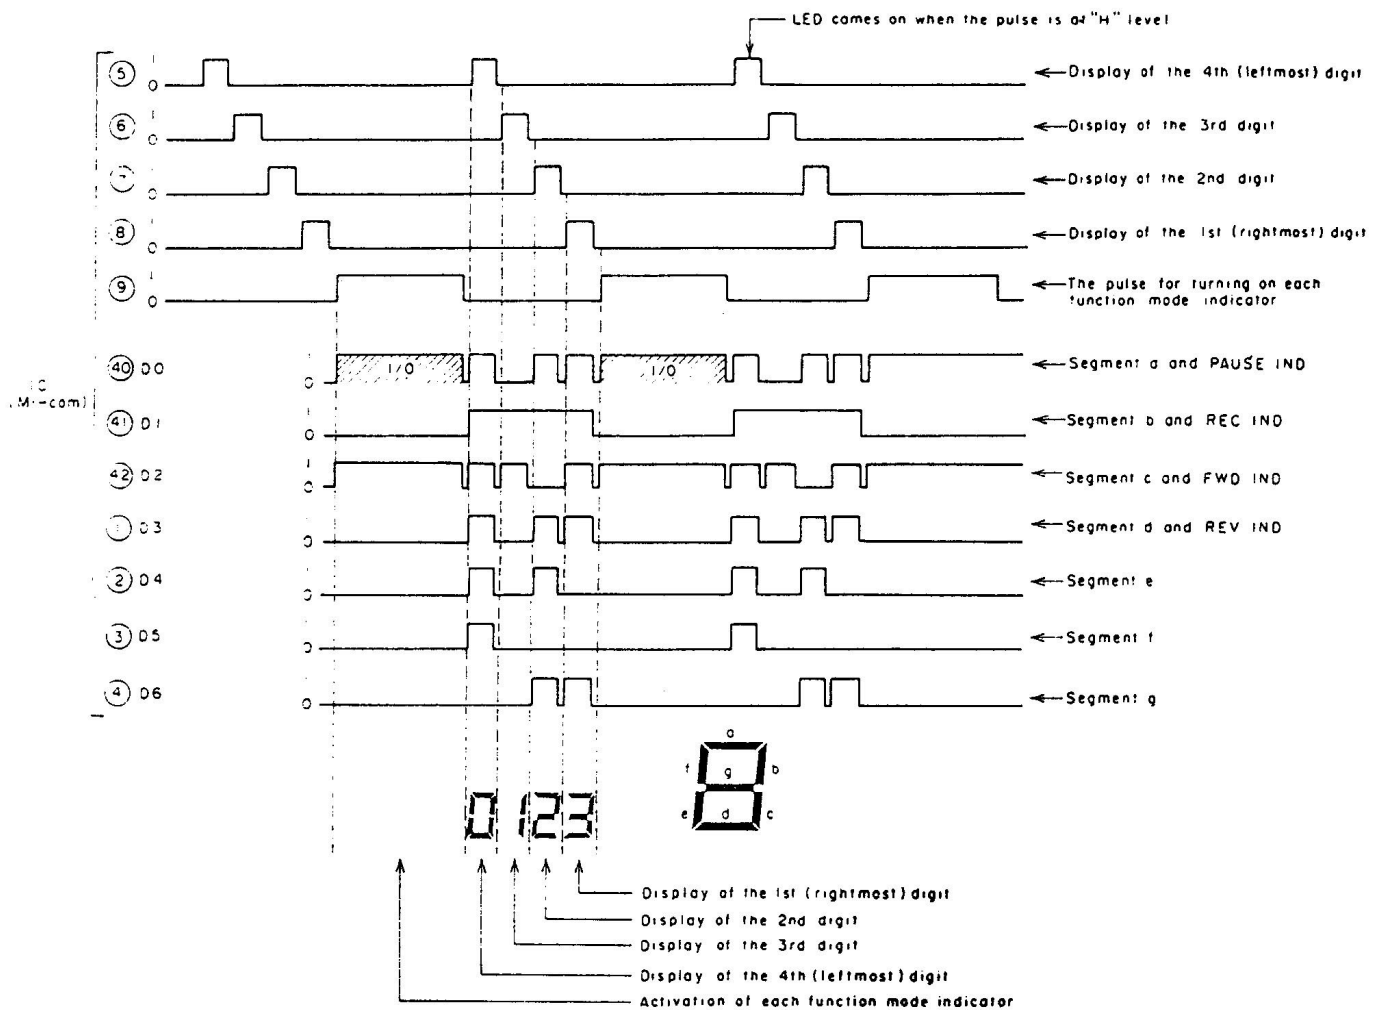 LED comes on when the pulse is at "H" level
5 1 0 Display of the 4th (leftmost) digit
6 1 0 Display of the 3rd digit
1 0 Display of the 2nd digit
8 1 0 Display of the 1st (rightmost) digit
9 1 0 The pulse for turning on each
function mode indicator
40 D0 1 0 I/O I/O Segment a and PAUSE IND
IC
41 D1 1 0 Segment b and REC IND
42 D2 1 0 Segment c and FWD IND
1 D3 1 0 Segment d and REV IND
2 D4 1 0 Segment e
3 D5 1 0 Segment f
4 D6 1 0 Segment g
a
f g b
e d c
0123
Display of the 1st (rightmost) digit
Display of the 2nd digit
Display of the 3rd digit
Display of the 4th (leftmost) digit
Activation of each function mode indicator